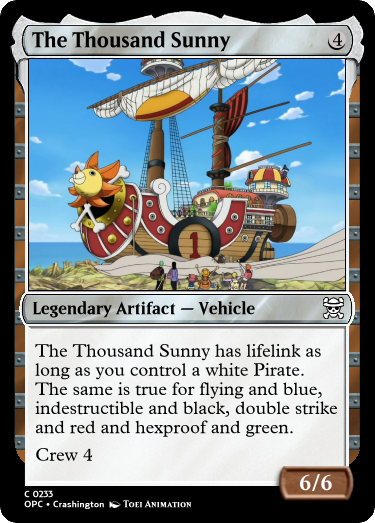 The Thousand Sunny 4
1
Legendary Artifact — Vehicle
The Thousand Sunny has lifelink as
long as you control a white Pirate.
The same is true for flying and blue,
indestructible and black, double strike
and red and hexproof and green.
Crew 4
6/6
C 0233
OPC • Crashington Toei Animation